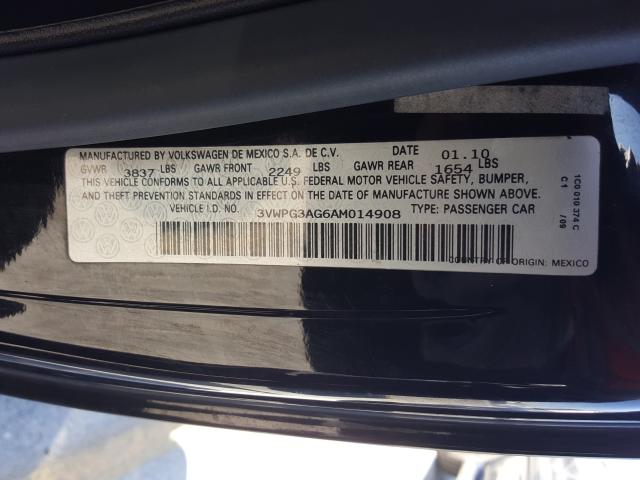 MANUFACTURED BY VOLKSWAGEN DE MEXICO S.A. DE C.V. DATE 01.10
GVWR 3837 LBS GAWR FRONT 2249 LBS GAWR REAR 1654 LBS
THIS VEHICLE CONFORMS TO ALL APPLICABLE U.S. FEDERAL MOTOR VEHICLE SAFETY, BUMPER,
AND THEFT PREVENTION STANDARDS IN EFFECT ON THE DATE OF MANUFACTURE SHOWN ABOVE.
VEHICLE I.D. NO. 3VWPG3AG6AM014908 TYPE: PASSENGER CAR
COUNTRY OF ORIGIN: MEXICO
1C0 010 374 C
C1 /09